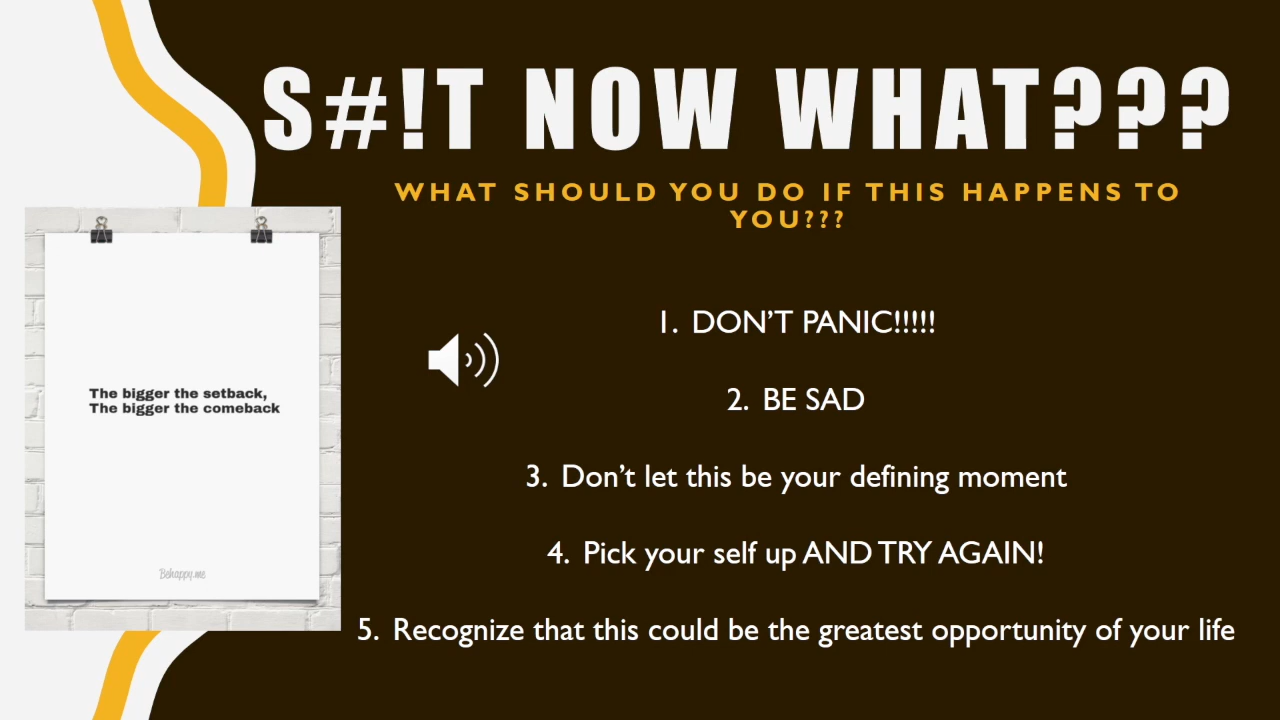 S#!T NOW WHAT???
WHAT SHOULD YOU DO IF THIS HAPPENS TO
YOU???
The bigger the setback,
The bigger the comeback
Behappy.me
1. DON’T PANIC!!!!!
2. BE SAD
3. Don’t let this be your defining moment
4. Pick your self up AND TRY AGAIN!
5. Recognize that this could be the greatest opportunity of your life